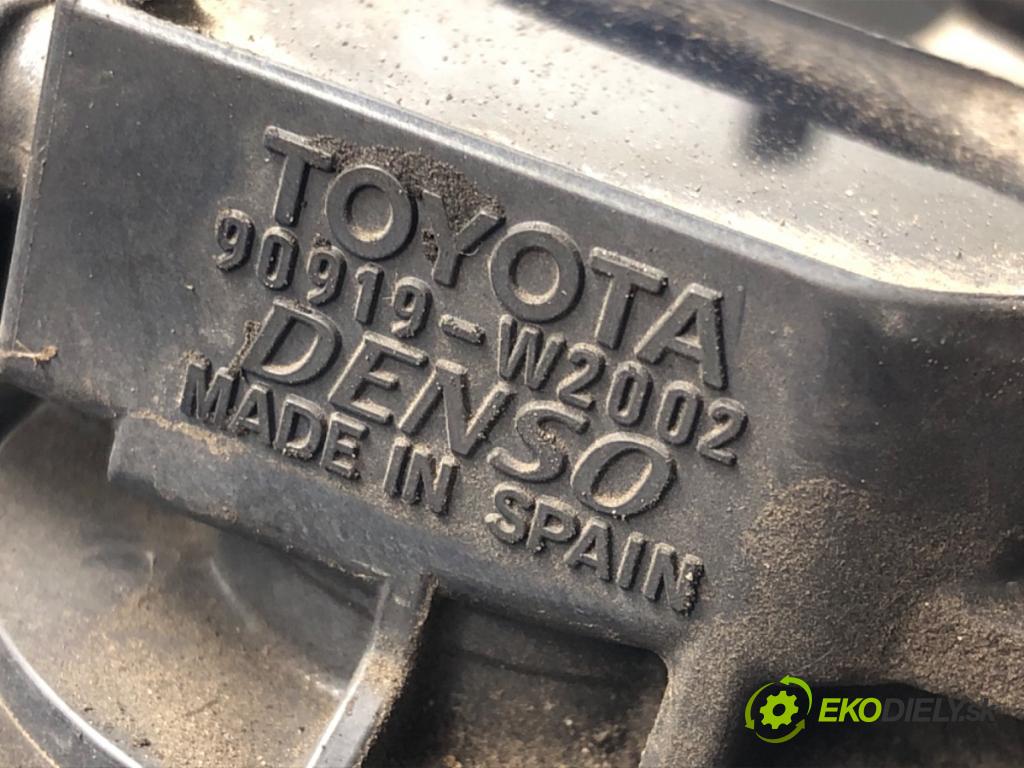 TOYOTA
90919-W2002
DENSO
MADE IN SPAIN
EKODIELY.sk